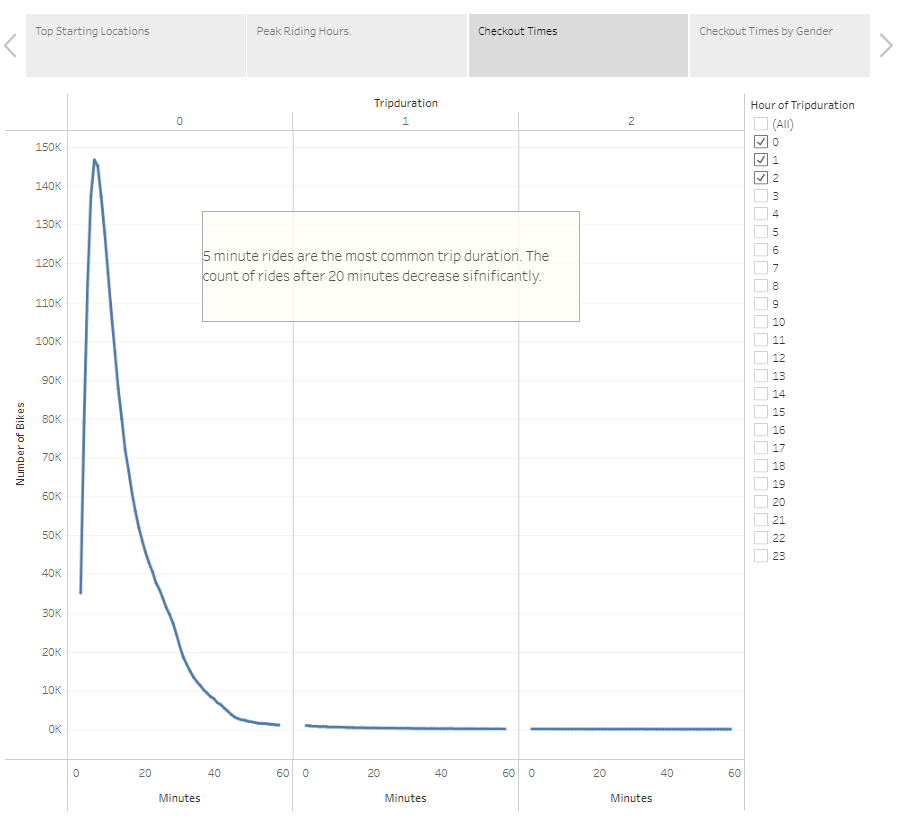 Top Starting Locations
Peak Riding Hours.
Checkout Times
Checkout Times by Gender
Tripduration
0
1
2
Hour of Tripduration
(All)
0
1
2
3
4
5
6
7
8
9
10
11
12
13
14
15
16
17
18
19
20
21
22
23
150K
140K
130K
120K
110K
100K
90K
80K
70K
60K
50K
40K
30K
20K
10K
0K
Number of Bikes
5 minute rides are the most common trip duration. The
count of rides after 20 minutes decrease sifnificantly.
0 20 40 60
0 20 40 60
0 20 40 60
Minutes
Minutes
Minutes